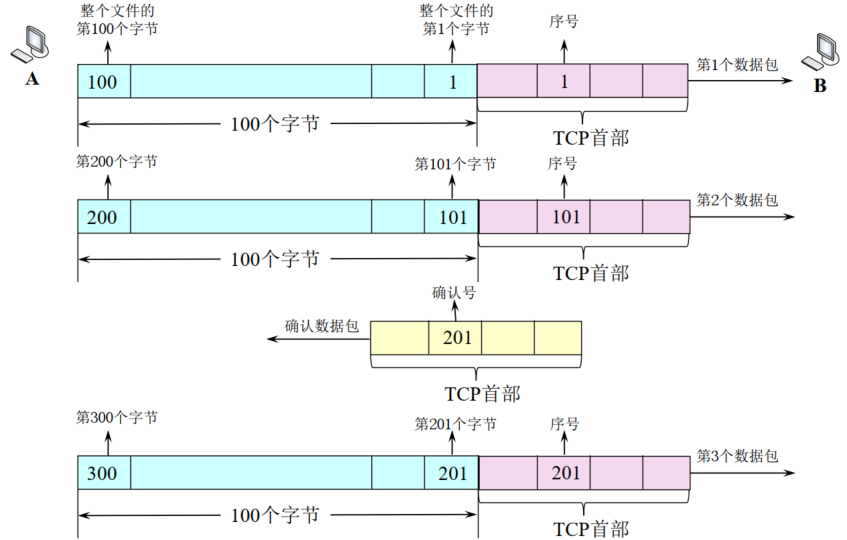 整个文件的
第100个字节
整个文件的
第1个字节
序号
A
100
1
1
第1个数据包
B
100个字节
TCP首部
第200个字节
第101个字节
序号
200
101
101
第2个数据包
100个字节
TCP首部
确认号
确认数据包
201
TCP首部
第300个字节
第201个字节
序号
300
201
201
第3个数据包
100个字节
TCP首部